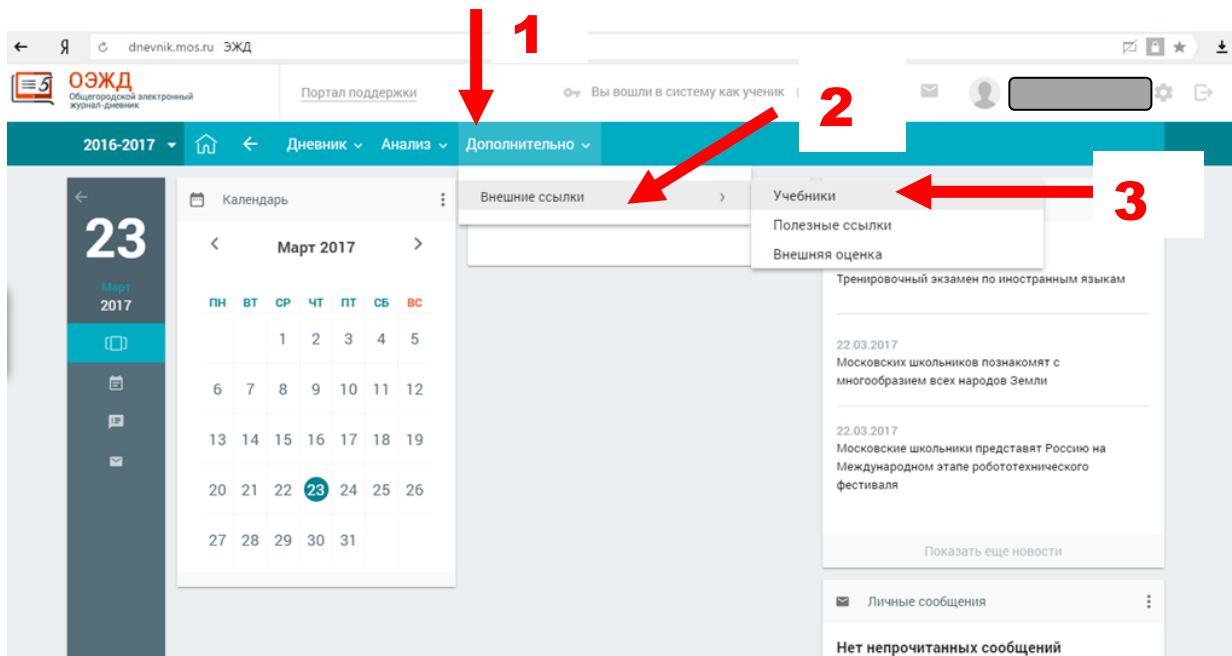 1
dnevnik.mos.ru ЭЖД
5
ОЭЖД
Общегородской электронный
журнал-дневник
Портал поддержки
Вы вошли в систему как ученик (
2
2016-2017
Дневник
Анализ
Дополнительно
Внешние ссылки
Учебники
Полезные ссылки
Внешняя оценка
3
23
Март
2017
Календарь
Март 2017
ПН ВТ СР ЧТ ПТ СБ ВС
1 2 3 4 5
6 7 8 9 10 11 12
13 14 15 16 17 18 19
20 21 22 23 24 25 26
27 28 29 30 31
Тренировочный экзамен по иностранным языкам
22.03.2017
Московских школьников познакомят с
многообразием всех народов Земли
22.03.2017
Московские школьники представят Россию на
Международном этапе робототехнического
фестиваля
Показать еще новости
Личные сообщения
Нет непрочитанных сообщений